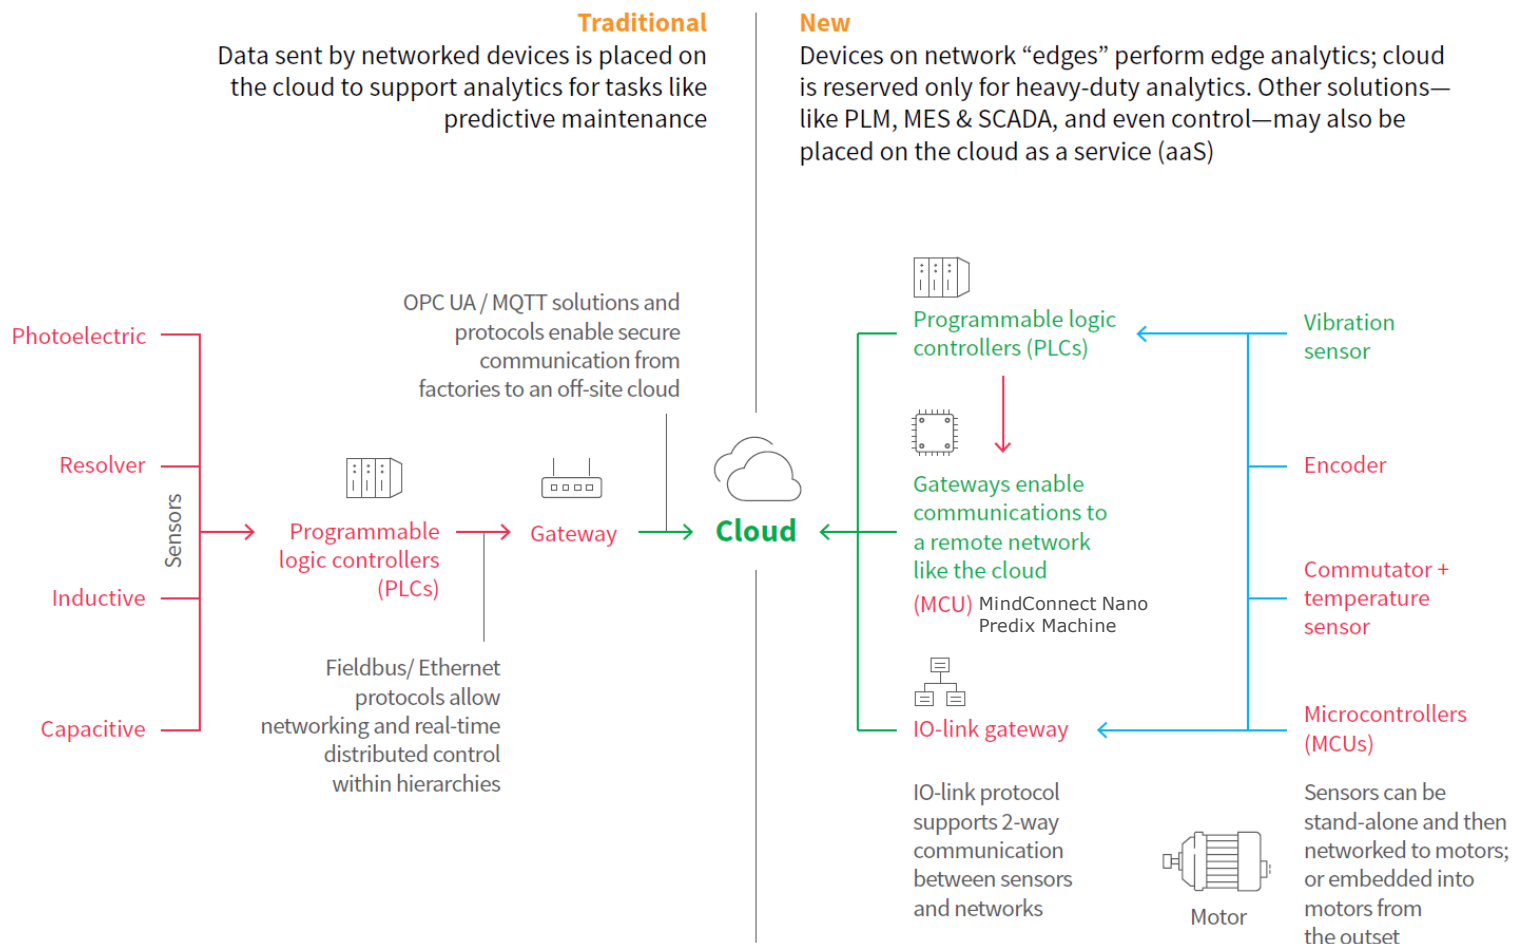 Traditional
Data sent by networked devices is placed on
the cloud to support analytics for tasks like
predictive maintenance
New
Devices on network “edges” perform edge analytics; cloud
is reserved only for heavy-duty analytics. Other solutions—
like PLM, MES & SCADA, and even control—may also be
placed on the cloud as a service (aaS)
OPC UA / MQTT solutions and
protocols enable secure
communication from
factories to an off-site cloud
Photoelectric
Resolver
Inductive
Capacitive
Sensors
Programmable
logic controllers
(PLCs)
Gateway
Cloud
Fieldbus/ Ethernet
protocols allow
networking and real-time
distributed control
within hierarchies
Programmable logic
controllers (PLCs)
Gateways enable
communications to
a remote network
like the cloud
(MCU) MindConnect Nano
Predix Machine
IO-link gateway
IO-link protocol
supports 2-way
communication
between sensors
and networks
Vibration
sensor
Encoder
Commutator +
temperature
sensor
Microcontrollers
(MCUs)
Motor
Sensors can be
stand-alone and then
networked to motors;
or embedded into
motors from
the outset